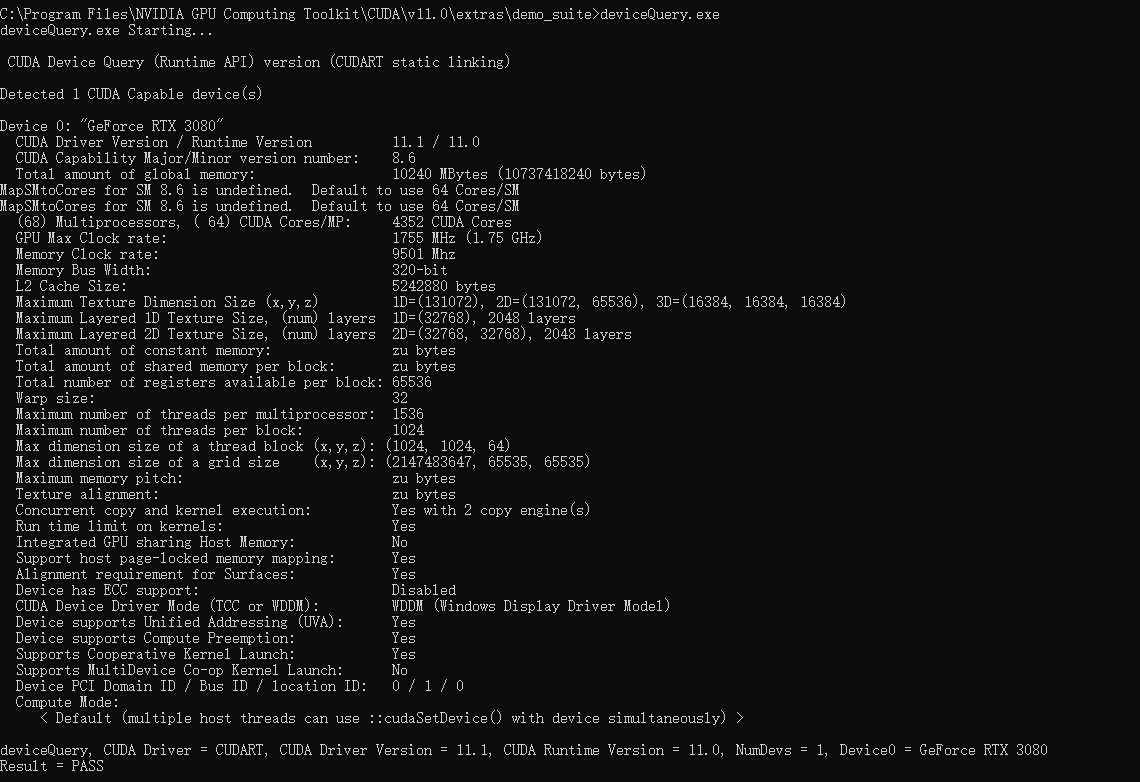 C:\Program Files\NVIDIA GPU Computing Toolkit\CUDA\v11.0\extras\demo_suite>deviceQuery.exe
deviceQuery.exe Starting...
CUDA Device Query (Runtime API) version (CUDART static linking)
Detected 1 CUDA Capable device(s)
Device 0: "GeForce RTX 3080"
CUDA Driver Version / Runtime Version          11.1 / 11.0
CUDA Capability Major/Minor version number:    8.6
Total amount of global memory:                 10240 MBytes (10737418240 bytes)
MapSMtoCores for SM 8.6 is undefined.  Default to use 64 Cores/SM
MapSMtoCores for SM 8.6 is undefined.  Default to use 64 Cores/SM
(68) Multiprocessors, ( 64) CUDA Cores/MP:     4352 CUDA Cores
GPU Max Clock rate:                            1755 MHz (1.75 GHz)
Memory Clock rate:                             9501 Mhz
Memory Bus Width:                              320-bit
L2 Cache Size:                                 5242880 bytes
Maximum Texture Dimension Size (x,y,z)         1D=(131072), 2D=(131072, 65536), 3D=(16384, 16384, 16384)
Maximum Layered 1D Texture Size, (num) layers  1D=(32768), 2048 layers
Maximum Layered 2D Texture Size, (num) layers  2D=(32768, 32768), 2048 layers
Total amount of constant memory:               zu bytes
Total amount of shared memory per block:       zu bytes
Total number of registers available per block: 65536
Warp size:                                     32
Maximum number of threads per multiprocessor:  1536
Maximum number of threads per block:           1024
Max dimension size of a thread block (x,y,z): (1024, 1024, 64)
Max dimension size of a grid size    (x,y,z): (2147483647, 65535, 65535)
Maximum memory pitch:                          zu bytes
Texture alignment:                             zu bytes
Concurrent copy and kernel execution:          Yes with 2 copy engine(s)
Run time limit on kernels:                     Yes
Integrated GPU sharing Host Memory:            No
Support host page-locked memory mapping:       Yes
Alignment requirement for Surfaces:            Yes
Device has ECC support:                        Disabled
CUDA Device Driver Mode (TCC or WDDM):         WDDM (Windows Display Driver Model)
Device supports Unified Addressing (UVA):      Yes
Device supports Compute Preemption:            Yes
Supports Cooperative Kernel Launch:            Yes
Supports MultiDevice Co-op Kernel Launch:      No
Device PCI Domain ID / Bus ID / location ID:   0 / 1 / 0
Compute Mode:
< Default (multiple host threads can use ::cudaSetDevice() with device simultaneously) >
deviceQuery, CUDA Driver = CUDART, CUDA Driver Version = 11.1, CUDA Runtime Version = 11.0, NumDevs = 1, Device0 = GeForce RTX 3080
Result = PASS